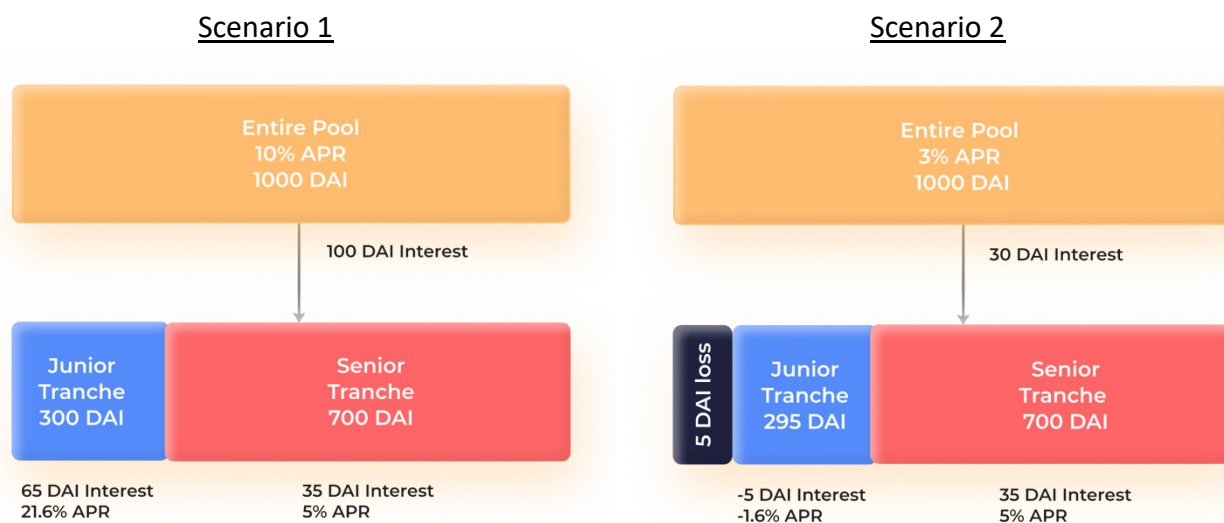 Scenario 1
Entire Pool
10% APR
1000 DAI
100 DAI Interest
Junior
Tranche
300 DAI
Senior
Tranche
700 DAI
65 DAI Interest
21.6% APR
35 DAI Interest
5% APR
Scenario 2
Entire Pool
3% APR
1000 DAI
30 DAI Interest
5 DAI loss
Junior
Tranche
295 DAI
Senior
Tranche
700 DAI
-5 DAI Interest
-1.6% APR
35 DAI Interest
5% APR